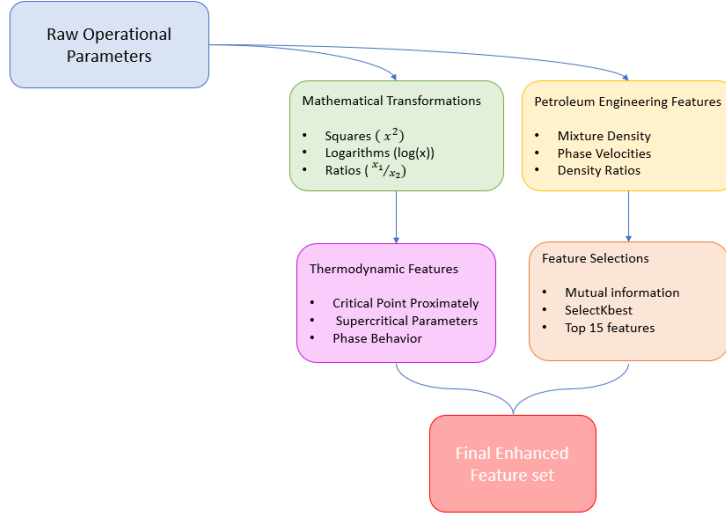 Raw Operational
Parameters
Mathematical Transformations
• Squares ( x²)
• Logarithms (log(x))
• Ratios ( x₁/x₂)
Petroleum Engineering Features
• Mixture Density
• Phase Velocities
• Density Ratios
Thermodynamic Features
• Critical Point Proximately
• Supercritical Parameters
• Phase Behavior
Feature Selections
• Mutual information
• SelectKbest
• Top 15 features
Final Enhanced
Feature set